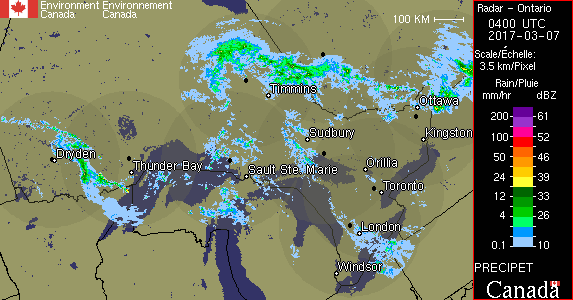 Environment Environnement
Canada Canada
100 KM
Timmins
Ottawa
Sudbury
Kingston
Dryden
Thunder Bay
Sault Ste. Marie
Orillia
Toronto
London
Windsor
Radar - Ontario
0400 UTC
2017-03-07
Scale/Échelle:
3.5 km/Pixel
Rain/Pluie
mm/hr dBZ
200 61
100 52
50 46
24 39
12 33
4 26
0.1 10
PRECIPET
Canada